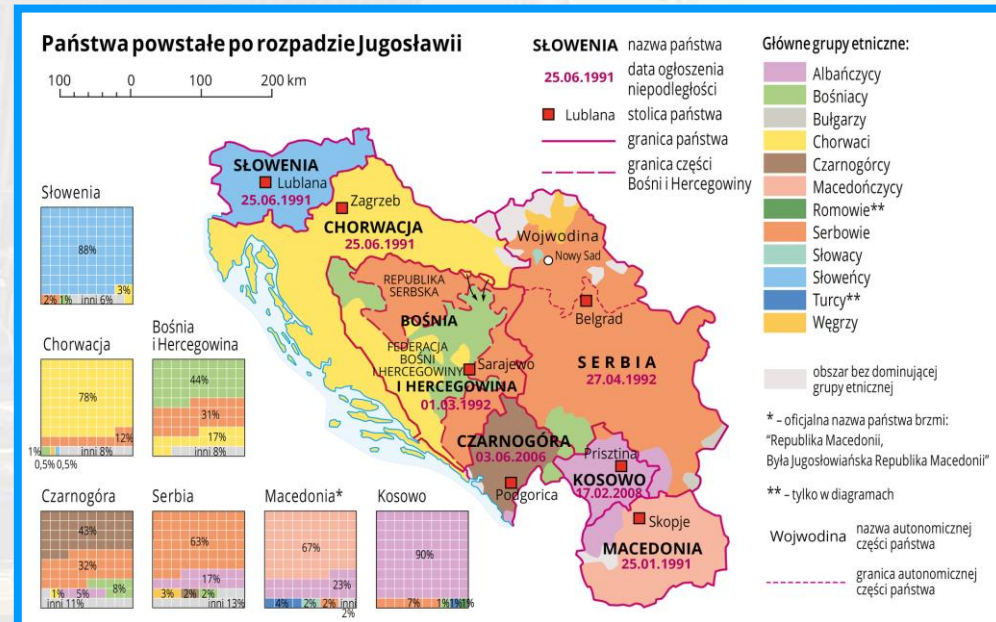 Państwa powstałe po rozpadzie Jugosławii
100 0 100 200 km
SŁOWENIA nazwa państwa
25.06.1991 data ogłoszenia
niepodległości
Lublana stolica państwa
granica państwa
granica części
Bośni i Hercegowiny
Główne grupy etniczne:
Albańczycy
Bośniacy
Bułgarzy
Chorwaci
Czarnogórcy
Macedończycy
Romowie**
Serbowie
Słowacy
Słoweńcy
Turcy**
Węgrzy
obszar bez dominującej
grupy etnicznej
* – oficjalna nazwa państwa brzmi:
"Republika Macedonii,
Była Jugosłowiańska Republika Macedonii"
** – tylko w diagramach
Wojwodina nazwa autonomicznej
części państwa
granica autonomicznej
części państwa
SŁOWENIA
Lublana
25.06.1991
Zagrzeb
CHORWACJA
25.06.1991
Wojwodina
Nowy Sad
REPUBLIKA
SERBSKA
BOŚNIA
FEDERACJA
BOŚNI
I HERCEGOWINY
Sarajewo
I HERCEGOWINA
01.03.1992
Belgrad
SERBIA
27.04.1992
CZARNOGÓRA
03.06.2006
Podgorica
Prisztina
KOSOWO
17.02.2008
Skopje
MACEDONIA
25.01.1991
Słowenia
88%
3%
2% 1% inni 6%
Chorwacja
78%
12%
1% inni 8%
0,5% 0,5%
Bośnia
i Hercegowina
44%
31%
17%
inni 8%
Czarnogóra
43%
32%
8%
1% 5%
inni 11%
Serbia
63%
17%
3% 2% 2%
inni 13%
Macedonia*
67%
23%
4% 2% 2% inni
2%
Kosowo
90%
7% 1% 1% 1%